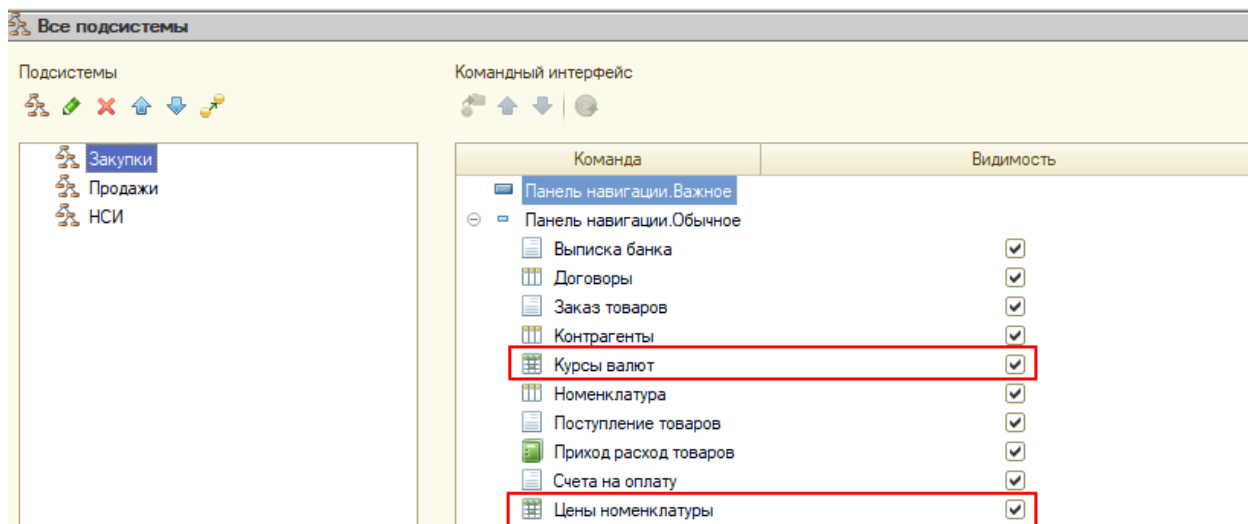 Все подсистемы
Подсистемы
Командный интерфейс
Закупки
Продажи
НСИ
Команда Видимость
Панель навигации.Важное
Панель навигации.Обычное
Выписка банка
Договоры
Заказ товаров
Контрагенты
Курсы валют
Номенклатура
Поступление товаров
Приход расход товаров
Счета на оплату
Цены номенклатуры